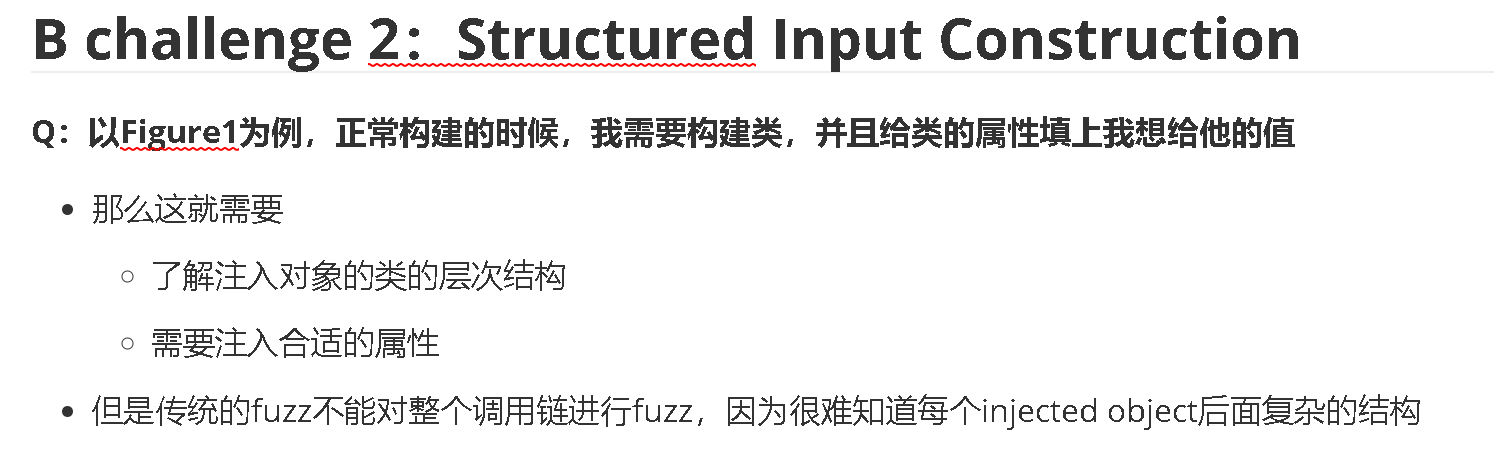 B challenge 2：Structured Input Construction
Q：以Figure1为例，正常构建的时候，我需要构建类，并且给类的属性填上我想给他的值
那么这就需要
了解注入对象的类的层次结构
需要注入合适的属性
但是传统的fuzz不能对整个调用链进行fuzz，因为很难知道每个injected object后面复杂的结构